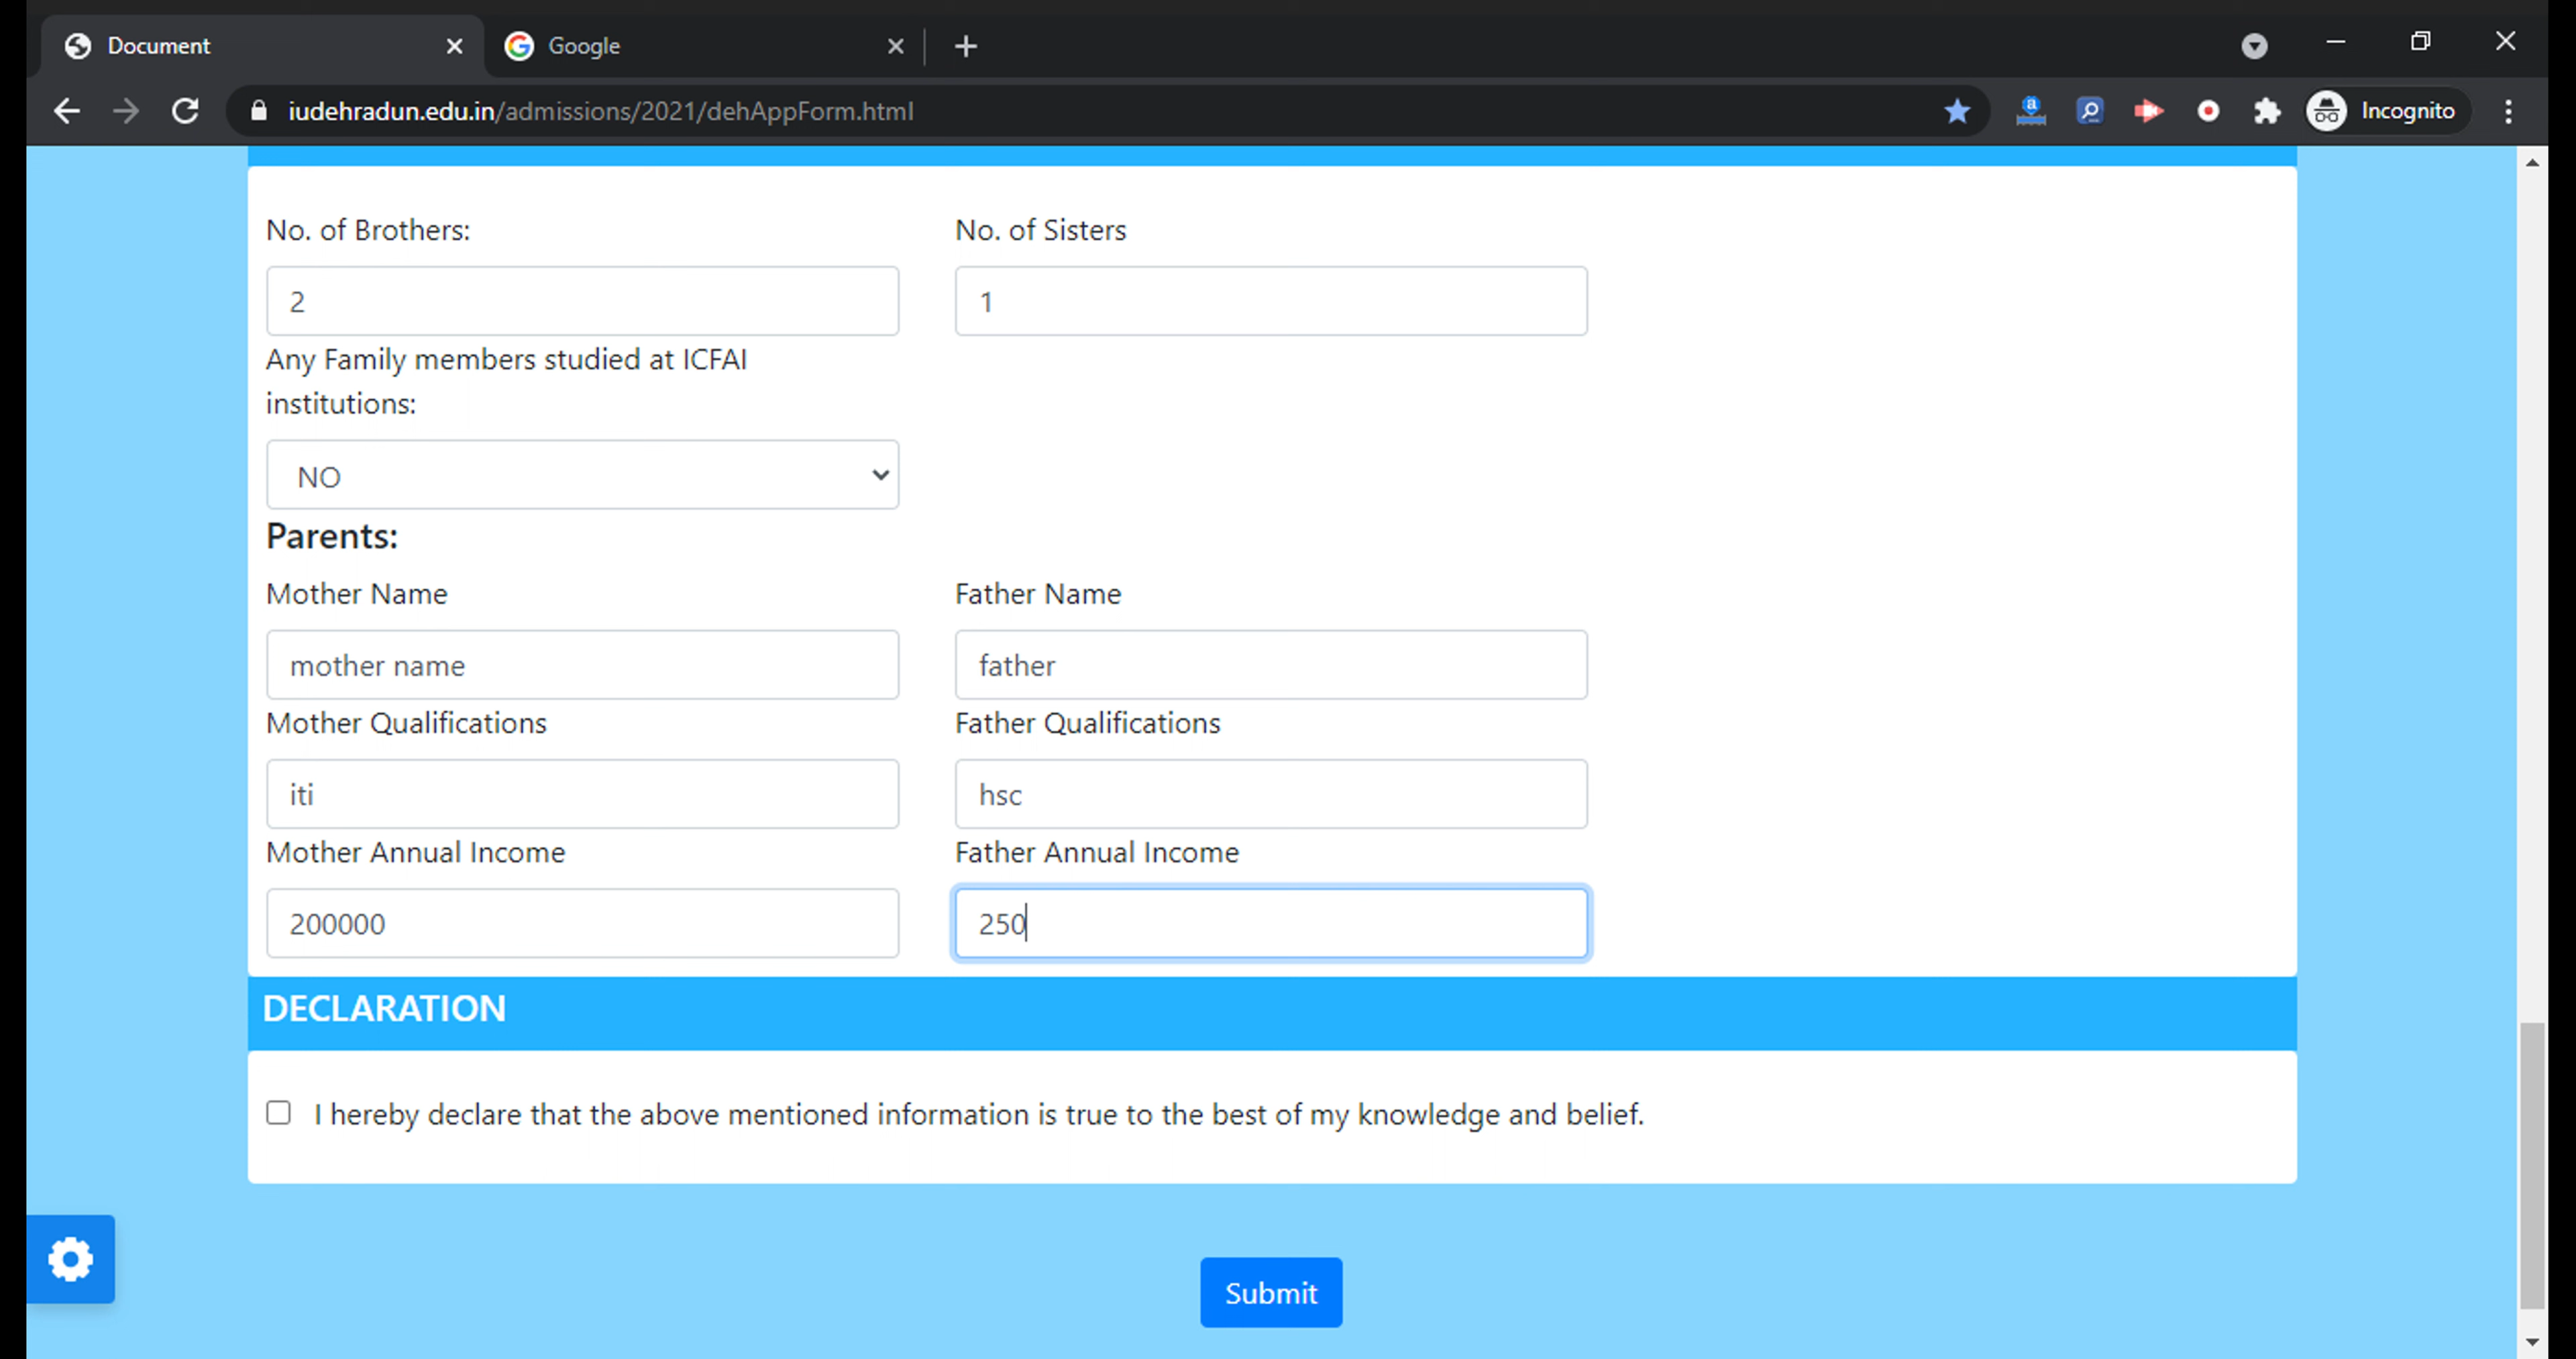 Document
Google
iudehradun.edu.in/admissions/2021/dehAppForm.html
Incognito
No. of Brothers:
No. of Sisters
2
1
Any Family members studied at ICFAI
institutions:
NO
Parents:
Mother Name
Father Name
mother name
father
Mother Qualifications
Father Qualifications
iti
hsc
Mother Annual Income
Father Annual Income
200000
250
DECLARATION
I hereby declare that the above mentioned information is true to the best of my knowledge and belief.
Submit